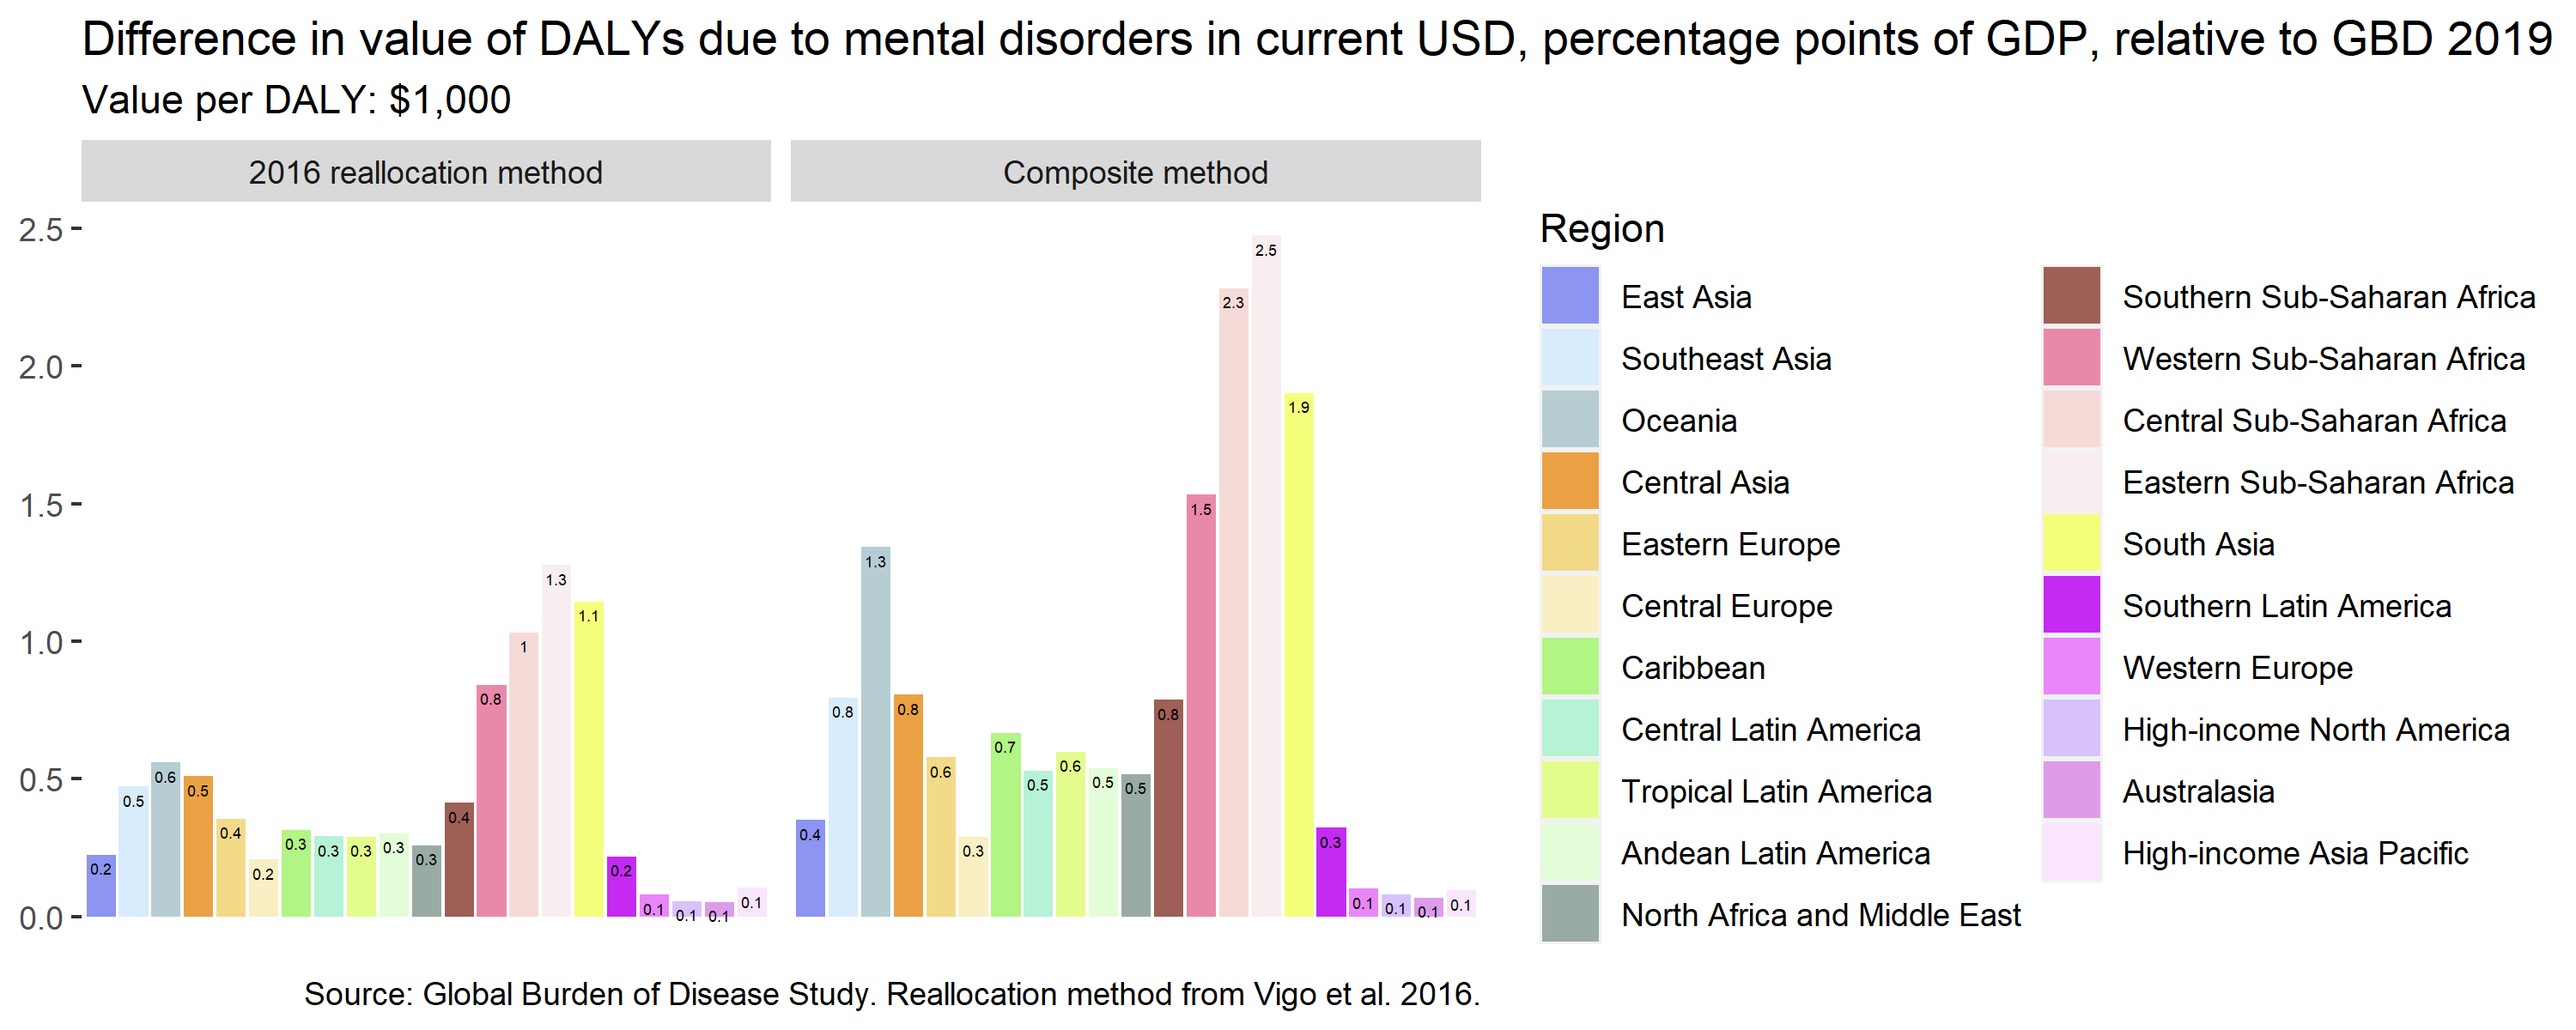 Difference in value of DALYs due to mental disorders in current USD, percentage points of GDP, relative to GBD 2019
Value per DALY: $1,000
2016 reallocation method
Composite method
2.5
2.0
1.5
1.0
0.5
0.0
0.2
0.5
0.6
0.5
0.4
0.2
0.3
0.3
0.3
0.3
0.3
0.4
0.8
1
1.3
1.1
0.2
0.1
0.1
0.1
0.1
0.4
0.8
1.3
0.8
0.6
0.3
0.7
0.5
0.6
0.5
0.5
0.8
1.5
2.3
2.5
1.9
0.3
0.1
0.1
0.1
0.1
Region
East Asia
Southeast Asia
Oceania
Central Asia
Eastern Europe
Central Europe
Caribbean
Central Latin America
Tropical Latin America
Andean Latin America
North Africa and Middle East
Southern Sub-Saharan Africa
Western Sub-Saharan Africa
Central Sub-Saharan Africa
Eastern Sub-Saharan Africa
South Asia
Southern Latin America
Western Europe
High-income North America
Australasia
High-income Asia Pacific
Source: Global Burden of Disease Study. Reallocation method from Vigo et al. 2016.